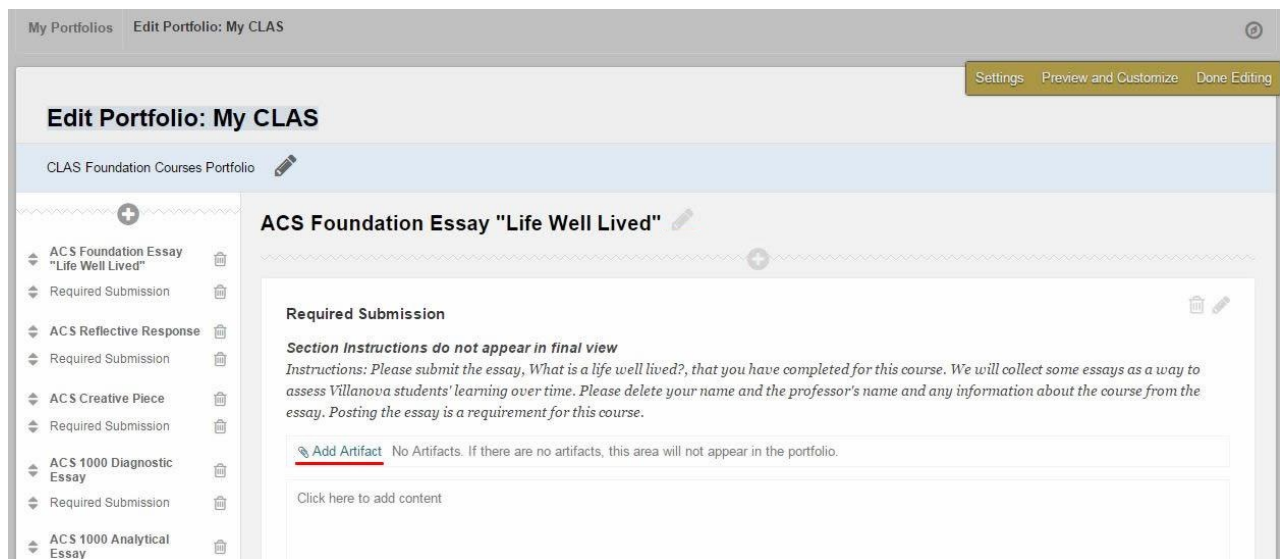 My Portfolios Edit Portfolio: My CLAS
Settings Preview and Customize Done Editing
Edit Portfolio: My CLAS
CLAS Foundation Courses Portfolio
ACS Foundation Essay
"Life Well Lived"
Required Submission
ACS Reflective Response
Required Submission
ACS Creative Piece
Required Submission
ACS 1000 Diagnostic
Essay
Required Submission
ACS 1000 Analytical
Essay
ACS Foundation Essay "Life Well Lived"
Required Submission
Section Instructions do not appear in final view
Instructions: Please submit the essay, What is a life well lived?, that you have completed for this course. We will collect some essays as a way to
assess Villanova students' learning over time. Please delete your name and the professor's name and any information about the course from the
essay. Posting the essay is a requirement for this course.
Add Artifact No Artifacts. If there are no artifacts, this area will not appear in the portfolio.
Click here to add content